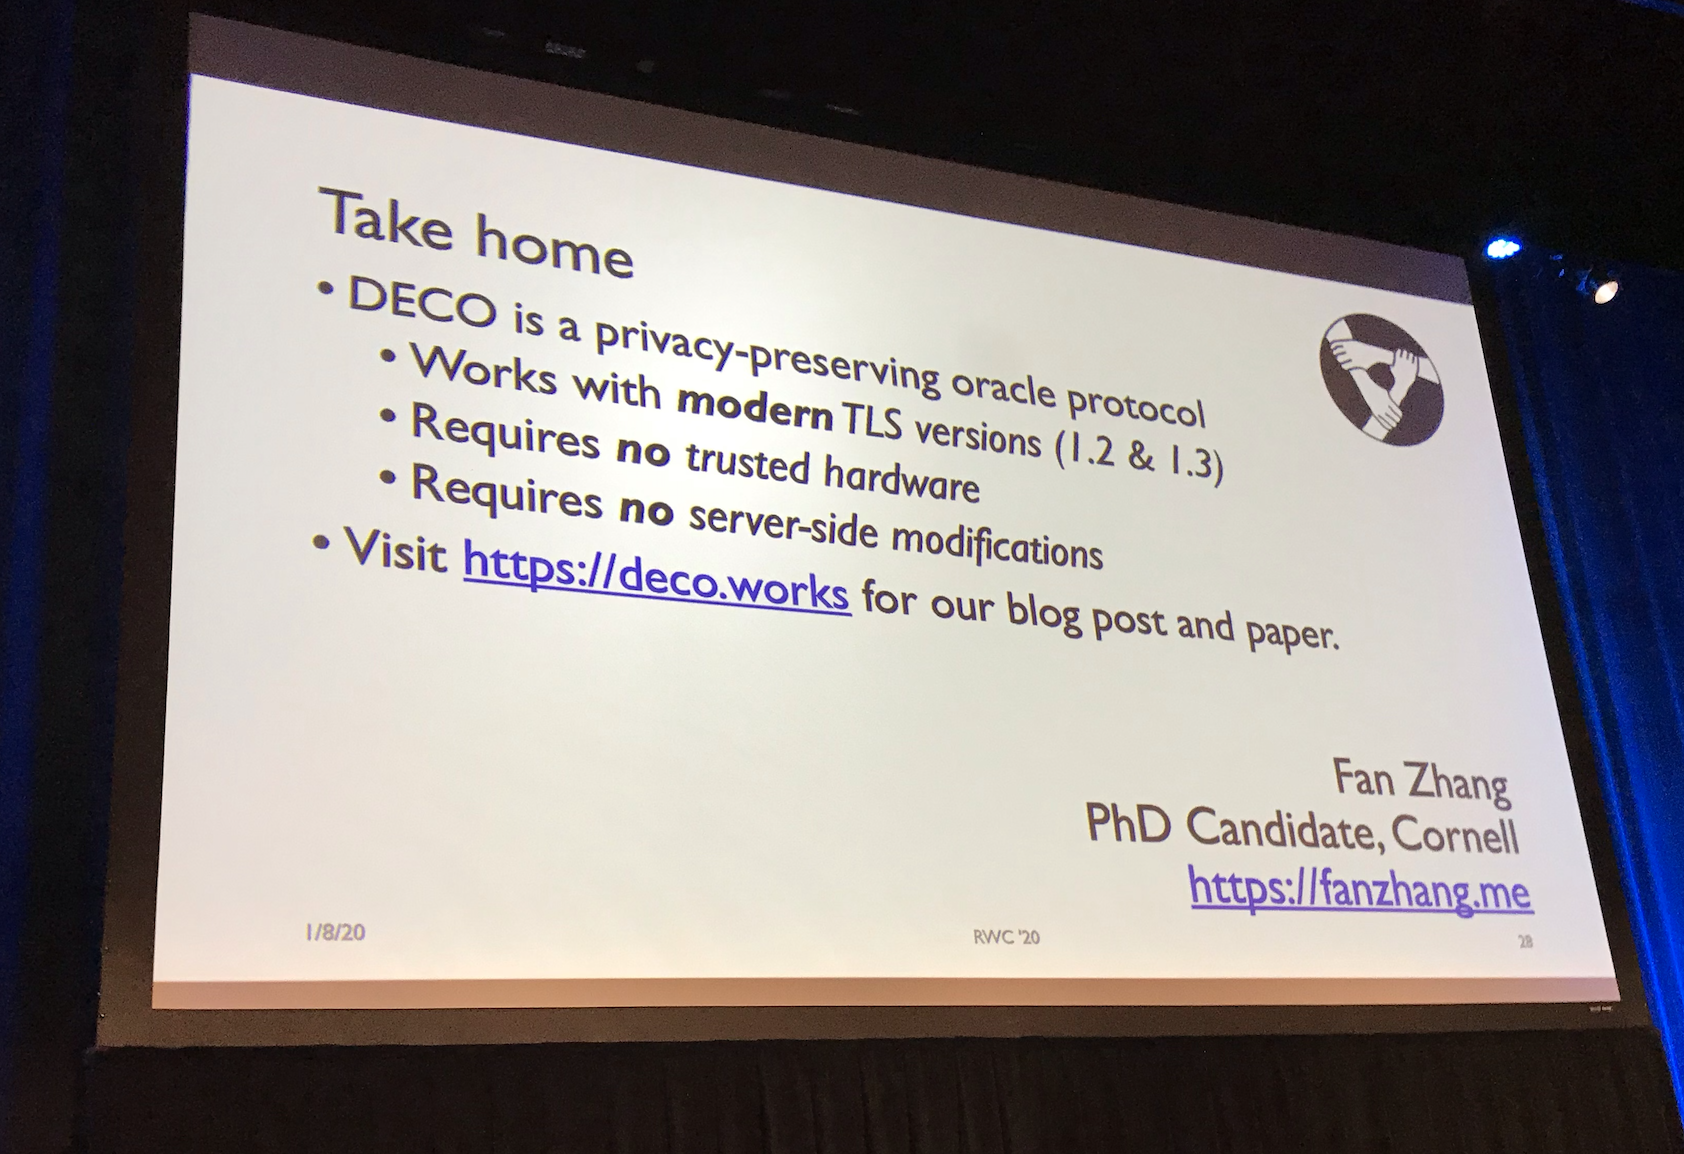 Take home
• DECO is a privacy-preserving oracle protocol
• Works with modern TLS versions (1.2 & 1.3)
• Requires no trusted hardware
• Requires no server-side modifications
• Visit https://deco.works for our blog post and paper.
Fan Zhang
PhD Candidate, Cornell
https://fanzhang.me
1/8/20
RWC '20
28